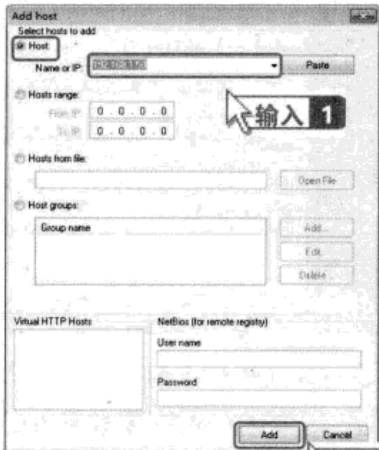 Add host
Select hosts to add
Host
Name or IP:
Paste
Hosts range:
From IP:
0 . 0 . 0 . 0
To IP:
0 . 0 . 0 . 0
输入 1
Hosts from file:
Open File
Host groups:
Group name
Add...
Edit
Delete
Virtual HTTP Hosts
NetBios (for remote registry)
User name
Password
Add
Cancel